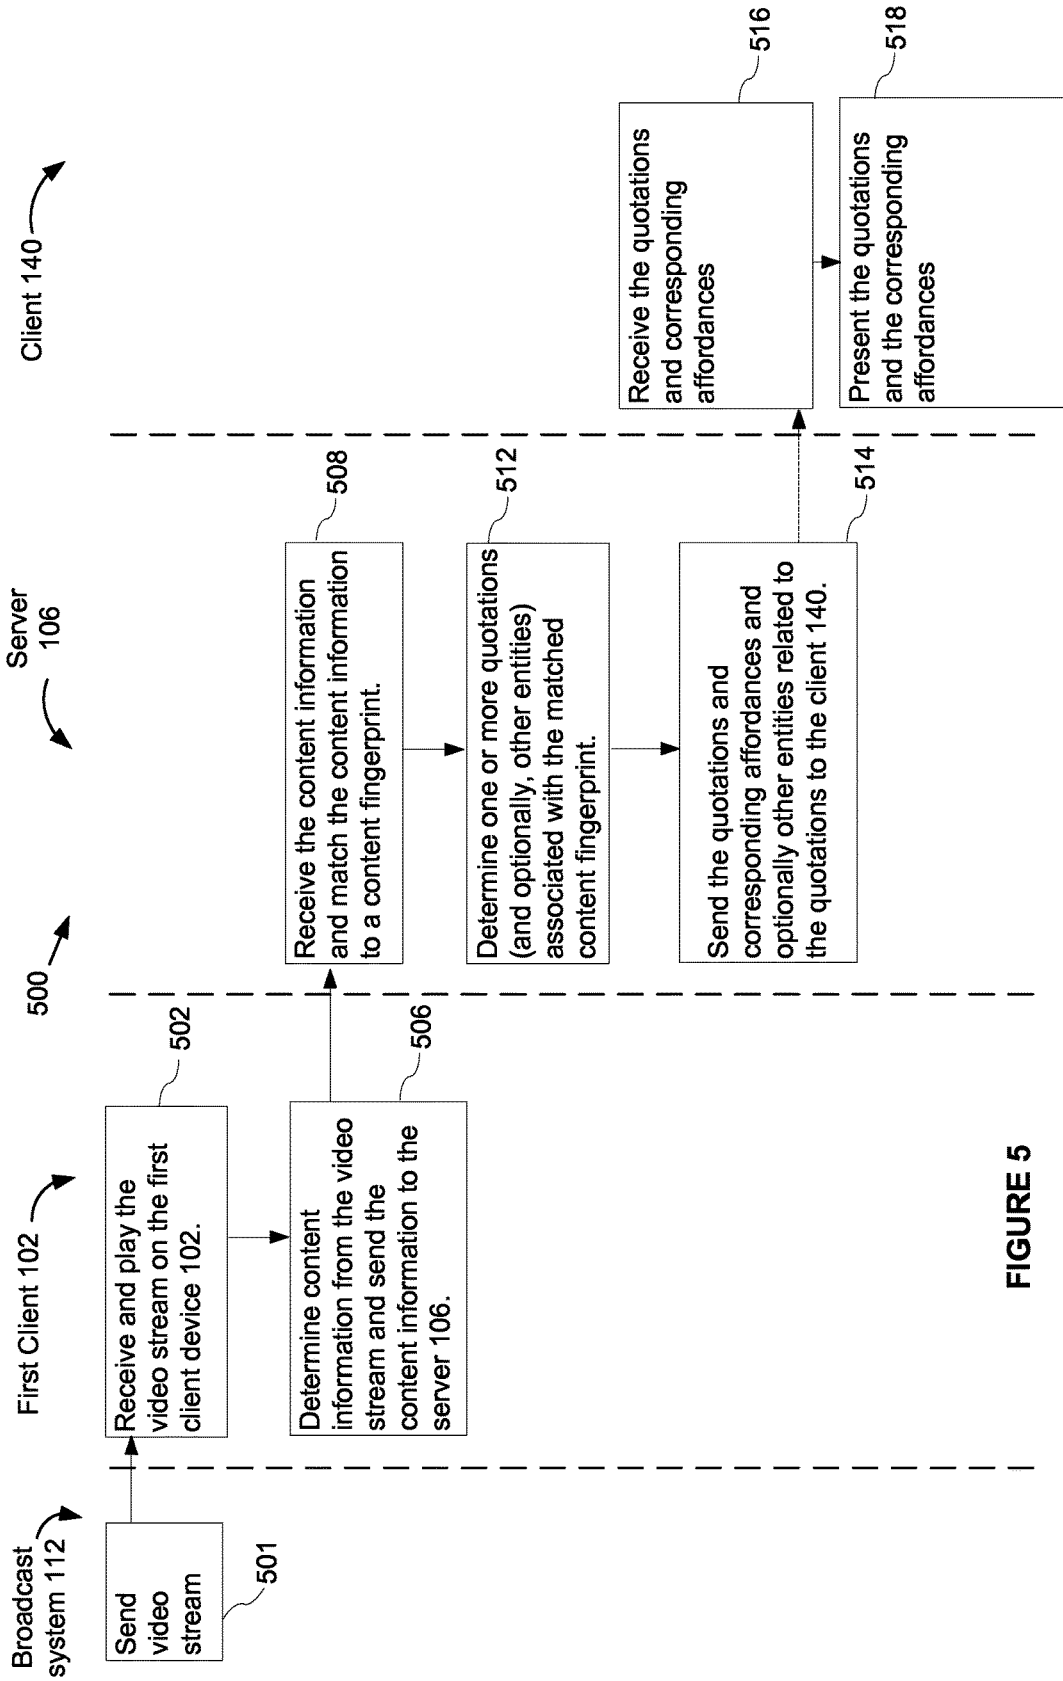 500
Broadcast
system 112
First Client 102
Server
106
Client 140
Send
video
stream
501
Receive and play the
video stream on the first
client device 102.
502
Determine content
information from the video
stream and send the
content information to the
server 106.
506
Receive the content information
and match the content information
to a content fingerprint.
508
Determine one or more quotations
(and optionally, other entities)
associated with the matched
content fingerprint.
512
Send the quotations and
corresponding affordances and
optionally other entities related to
the quotations to the client 140.
514
Receive the quotations
and corresponding
affordances
516
Present the quotations
and the corresponding
affordances
518
FIGURE 5